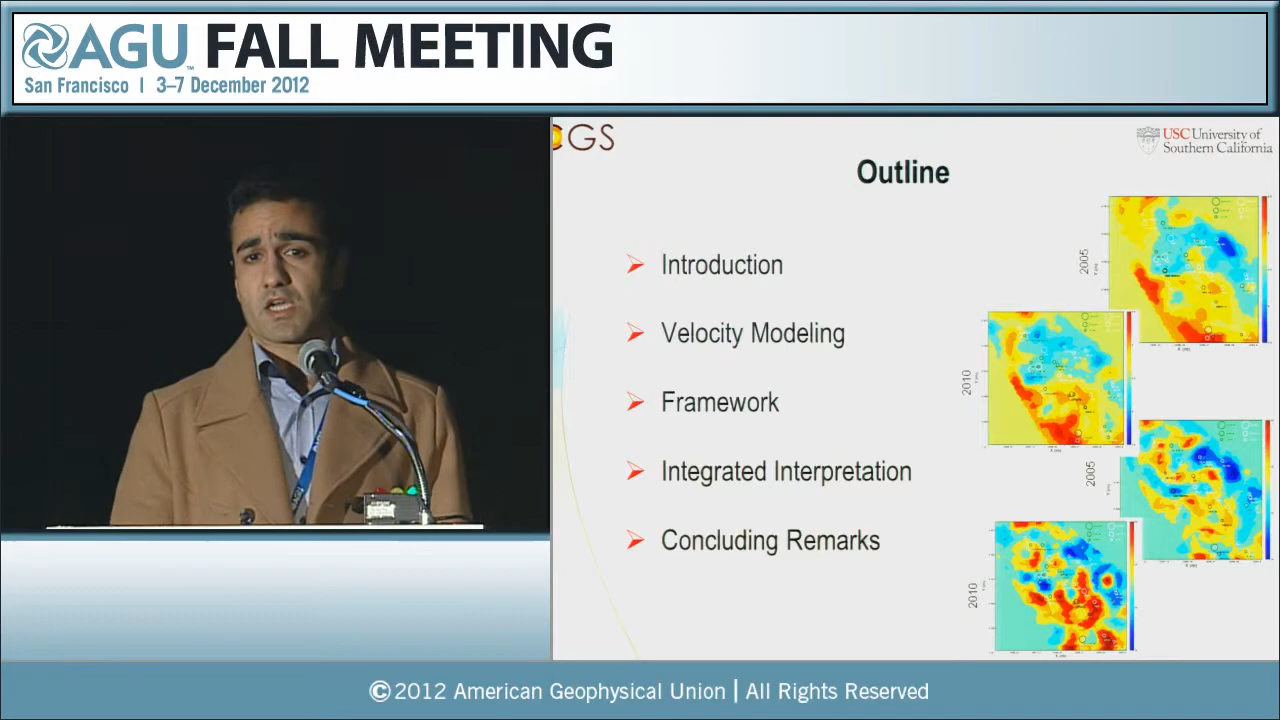 AGU FALL MEETING
San Francisco | 3–7 December 2012
GS
USC University of
Southern California
Outline
Introduction
Velocity Modeling
Framework
Integrated Interpretation
Concluding Remarks
2005
2010
2005
2010
©2012 American Geophysical Union | All Rights Reserved